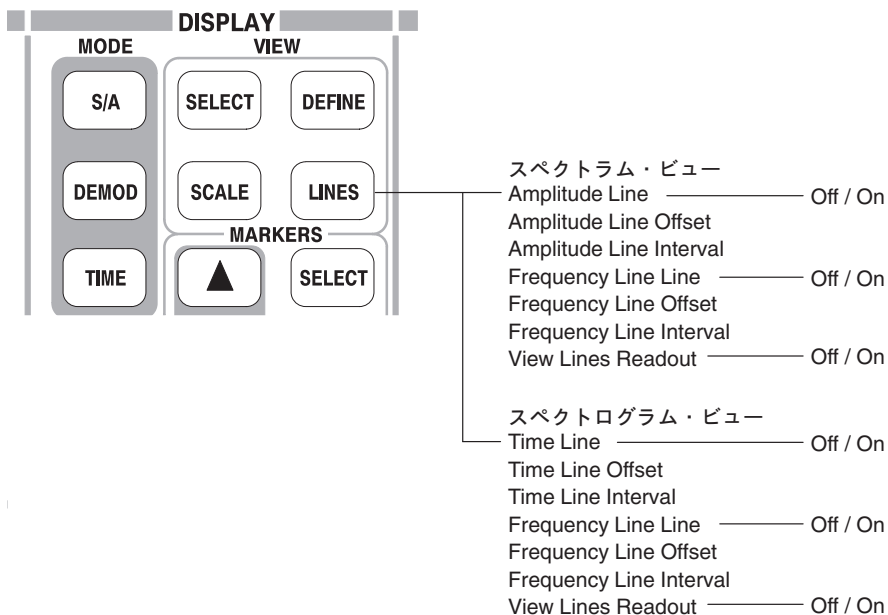 DISPLAY
MODE
VIEW
S/A
SELECT
DEFINE
DEMOD
SCALE
LINES
MARKERS
TIME
▲
SELECT
スペクトラム・ビュー
Amplitude Line Off / On
Amplitude Line Offset
Amplitude Line Interval
Frequency Line Line Off / On
Frequency Line Offset
Frequency Line Interval
View Lines Readout Off / On
スペクトログラム・ビュー
Time Line Off / On
Time Line Offset
Time Line Interval
Frequency Line Line Off / On
Frequency Line Offset
Frequency Line Interval
View Lines Readout Off / On